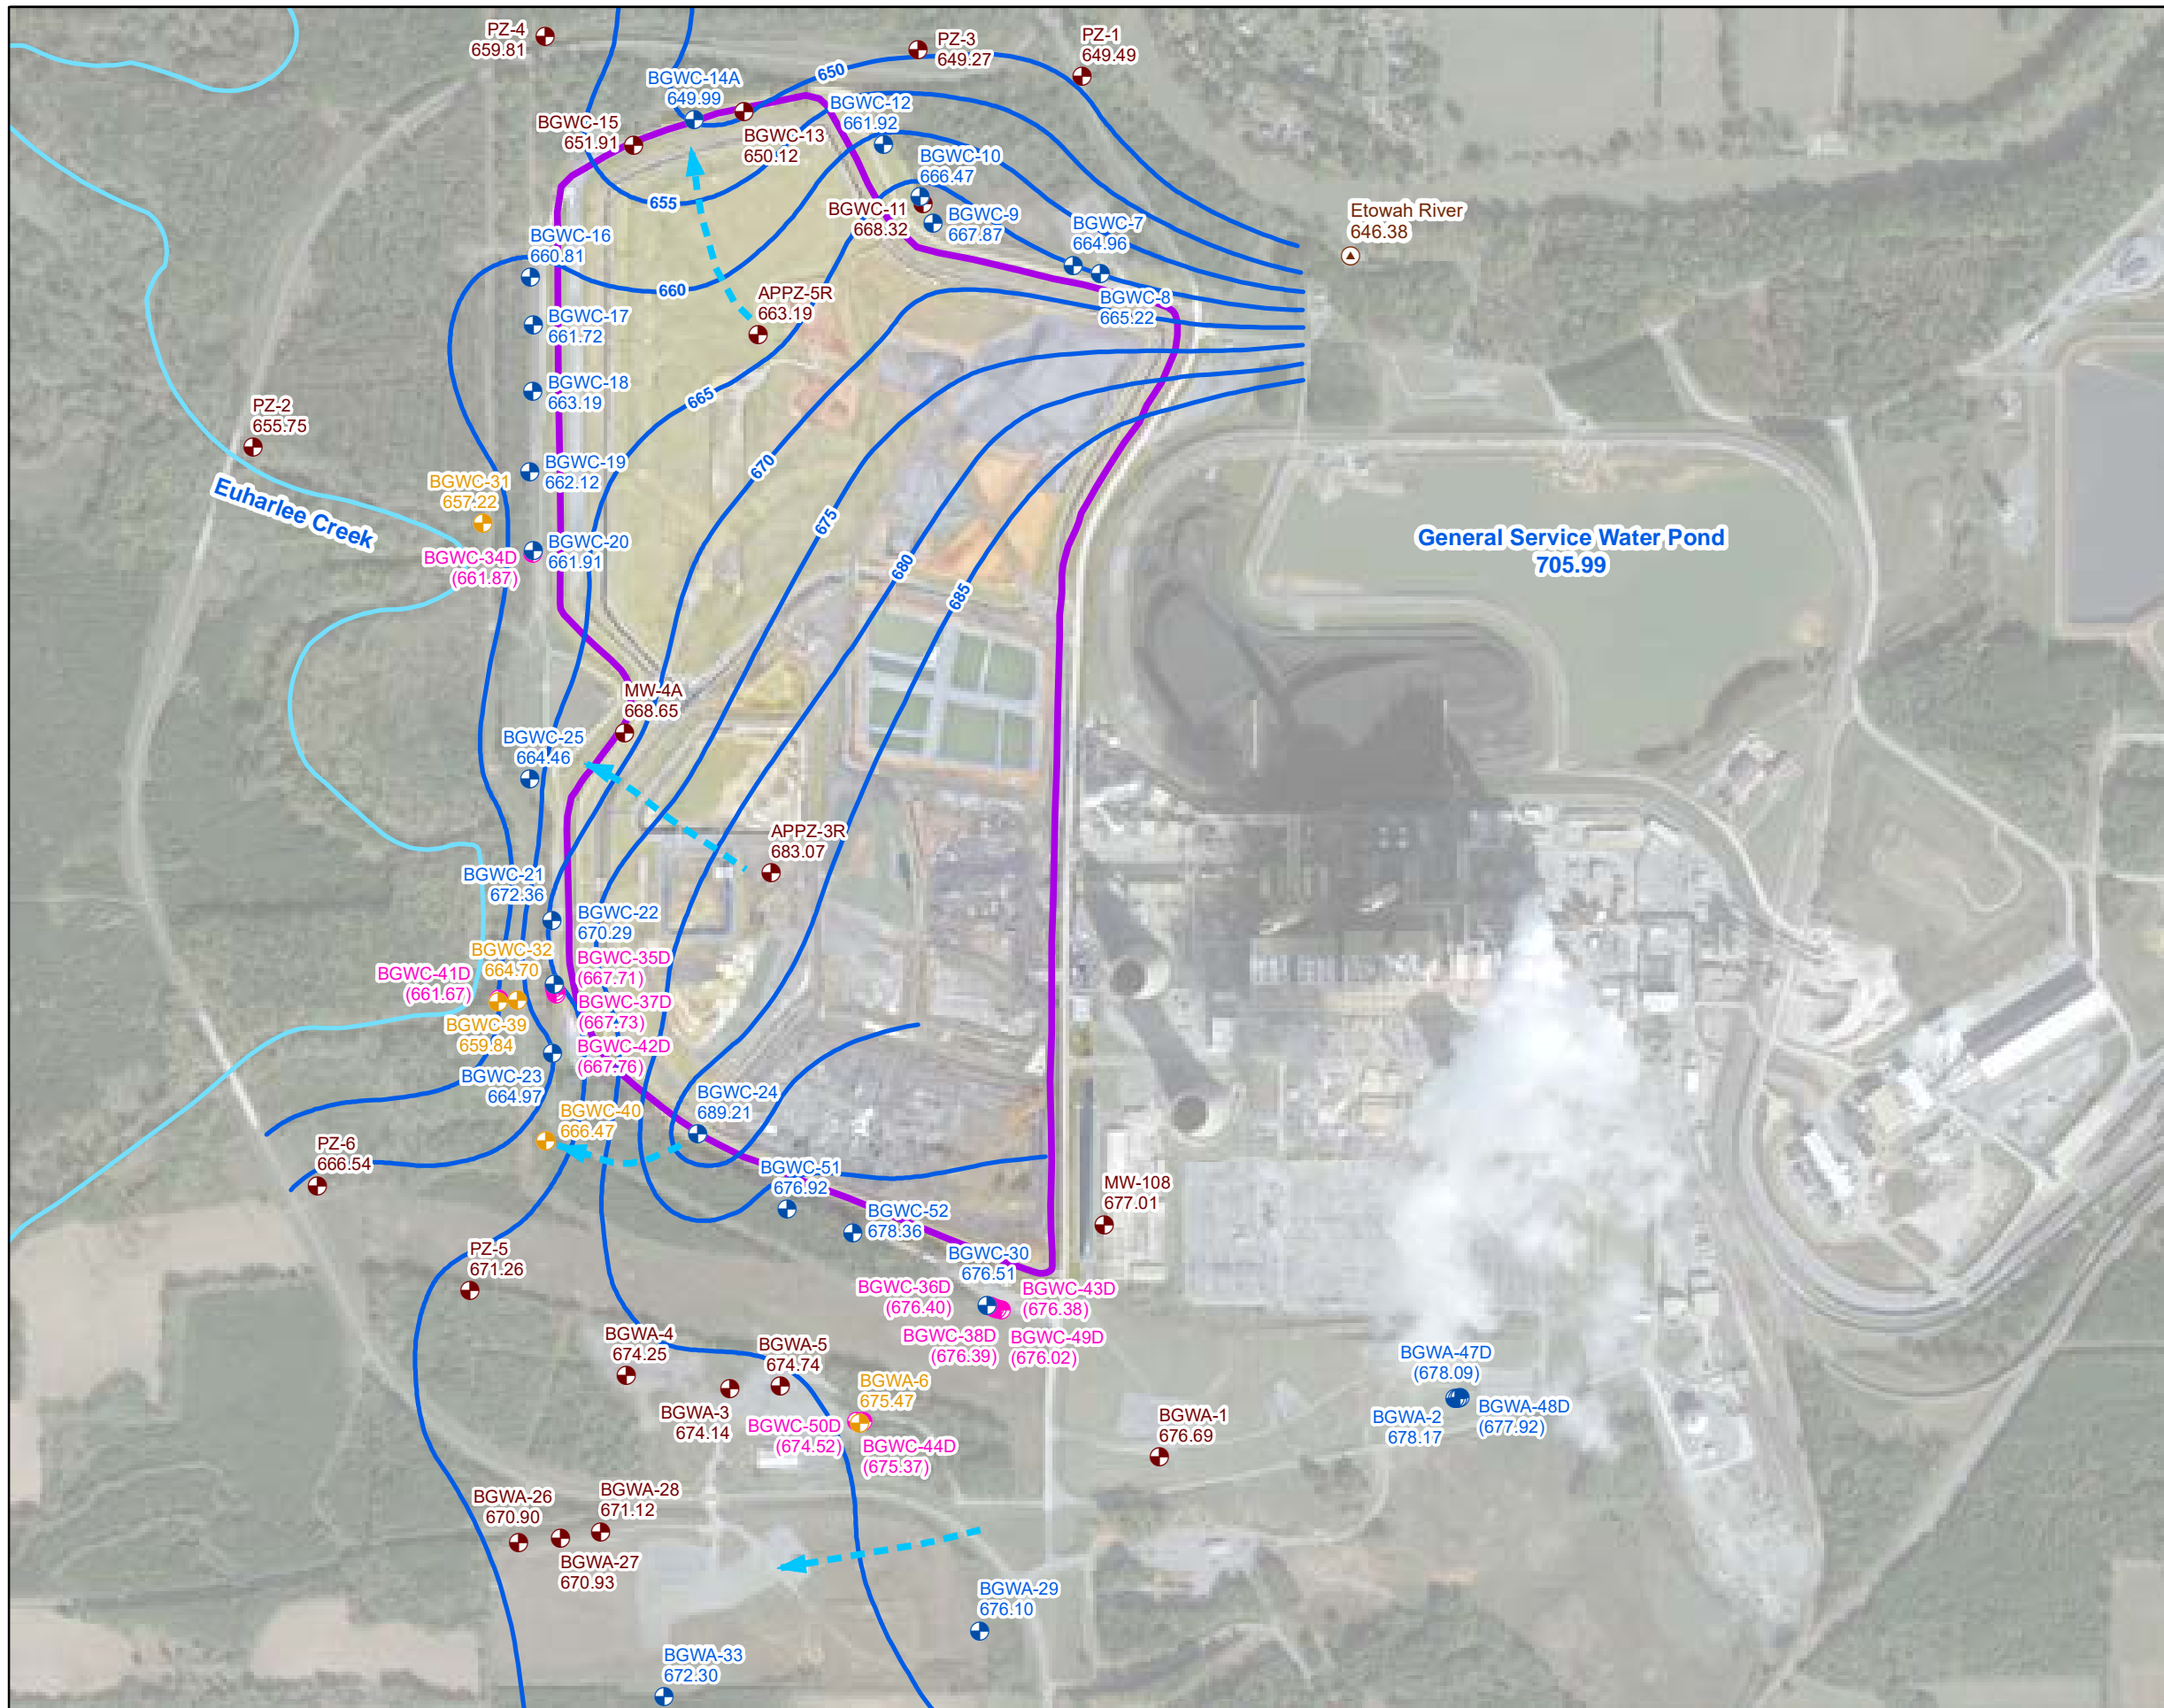 PZ-4
659.81
PZ-3
649.27
PZ-1
649.49
650
BGWC-14A
649.99
BGWC-12
661.92
BGWC-15
651.91
BGWC-13
650.12
BGWC-10
666.47
655
BGWC-11
668.32
BGWC-9
667.87
BGWC-7
664.96
Etowah River
646.38
BGWC-16
660.81
660
APPZ-5R
663.19
BGWC-8
665.22
BGWC-17
661.72
BGWC-18
663.19
665
PZ-2
655.75
BGWC-19
662.12
670
BGWC-31
657.22
Euharlee Creek
675
BGWC-20
661.91
BGWC-34D
(661.87)
680
685
General Service Water Pond
705.99
MW-4A
668.65
BGWC-25
664.46
APPZ-3R
683.07
BGWC-21
672.36
BGWC-22
670.29
BGWC-32
664.70
BGWC-35D
(667.71)
BGWC-41D
(661.67)
BGWC-37D
(667.73)
BGWC-39
659.84
BGWC-42D
(667.76)
BGWC-23
664.97
BGWC-24
689.21
BGWC-40
666.47
PZ-6
666.54
BGWC-51
676.92
MW-108
677.01
BGWC-52
678.36
PZ-5
671.26
BGWC-30
676.51
BGWC-36D
(676.40)
BGWC-43D
(676.38)
BGWC-38D
(676.39)
BGWC-49D
(676.02)
BGWA-4
674.25
BGWA-5
674.74
BGWA-6
675.47
BGWA-47D
(678.09)
BGWA-3
674.14
BGWC-50D
(674.52)
BGWC-44D
(675.37)
BGWA-1
676.69
BGWA-2
678.17
BGWA-48D
(677.92)
BGWA-26
670.90
BGWA-28
671.12
BGWA-27
670.93
BGWA-29
676.10
BGWA-33
672.30